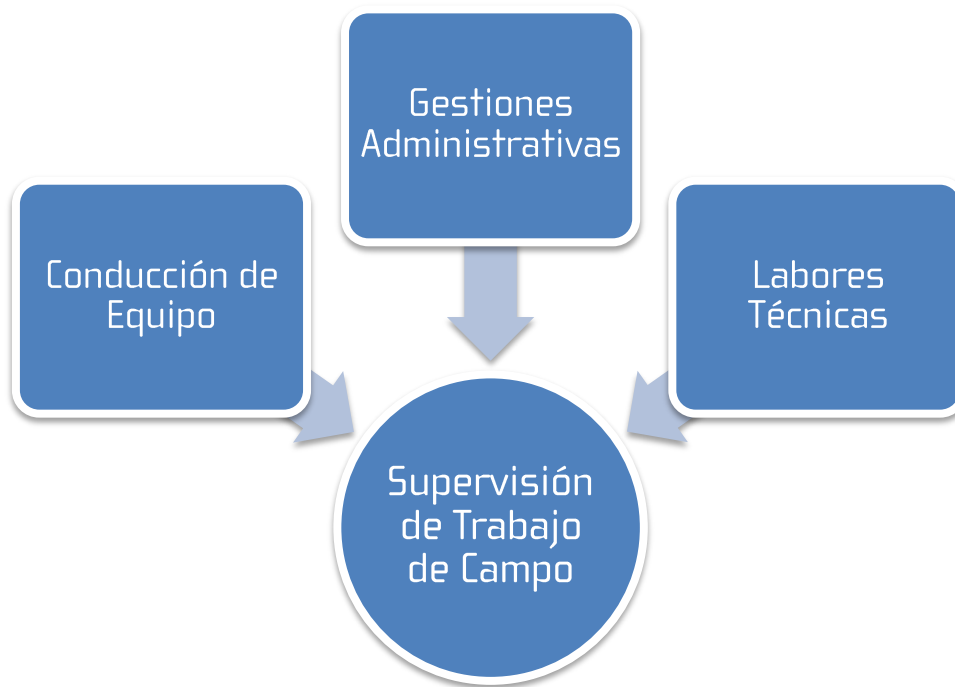 Gestiones
Administrativas
Conducción de
Equipo
Labores
Técnicas
Supervisión
de Trabajo
de Campo